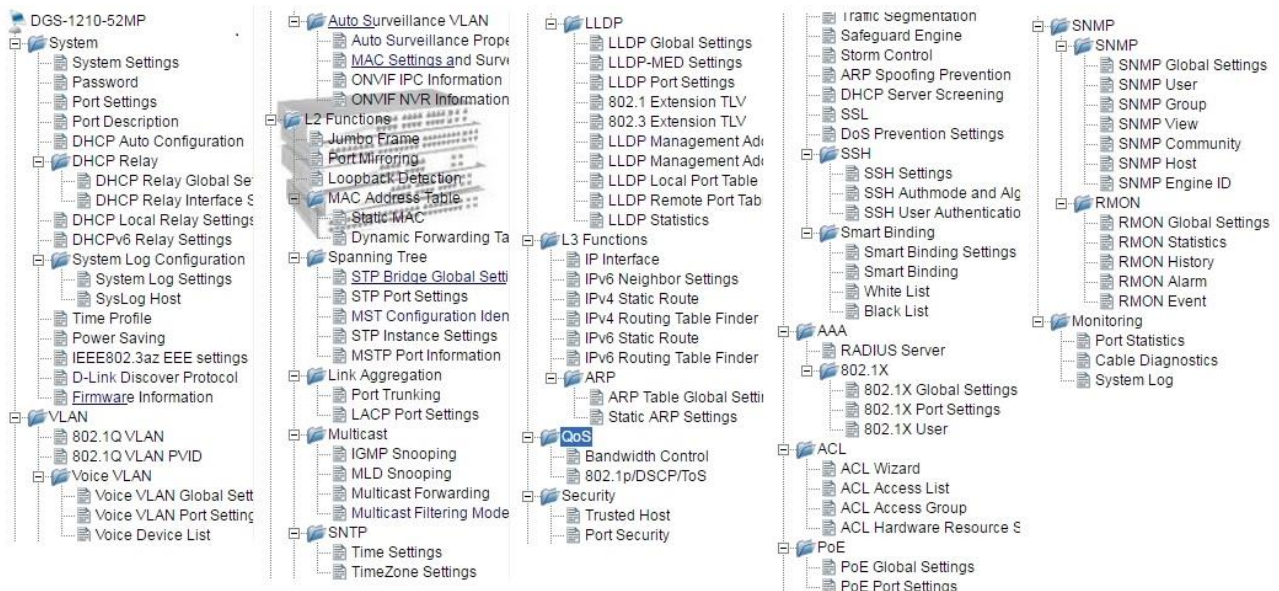 DGS-1210-52MP
System
System Settings
Password
Port Settings
Port Description
DHCP Auto Configuration
DHCP Relay
DHCP Relay Global Se
DHCP Relay Interface S
DHCP Local Relay Settings
DHCPv6 Relay Settings
System Log Configuration
System Log Settings
SysLog Host
Time Profile
Power Saving
IEEE802.3az EEE settings
D-Link Discover Protocol
Firmware Information
VLAN
802.1Q VLAN
802.1Q VLAN PVID
Voice VLAN
Voice VLAN Global Sett
Voice VLAN Port Setting
Voice Device List
Auto Surveillance VLAN
Auto Surveillance Prope
MAC Settings and Surve
ONVIF IPC Information
ONVIF NVR Information
L2 Functions
Jumbo Frame
Port Mirroring
Loopback Detection
MAC Address Table
Static MAC
Dynamic Forwarding Ta
Spanning Tree
STP Bridge Global Setti
STP Port Settings
MST Configuration Iden
STP Instance Settings
MSTP Port Information
Link Aggregation
Port Trunking
LACP Port Settings
Multicast
IGMP Snooping
MLD Snooping
Multicast Forwarding
Multicast Filtering Mode
SNTP
Time Settings
TimeZone Settings
LLDP
LLDP Global Settings
LLDP-MED Settings
LLDP Port Settings
802.1 Extension TLV
802.3 Extension TLV
LLDP Management Add
LLDP Management Add
LLDP Local Port Table
LLDP Remote Port Tab
LLDP Statistics
L3 Functions
IP Interface
IPv6 Neighbor Settings
IPv4 Static Route
IPv4 Routing Table Finder
IPv6 Static Route
IPv6 Routing Table Finder
ARP
ARP Table Global Settin
Static ARP Settings
QoS
Bandwidth Control
802.1p/DSCP/ToS
Security
Trusted Host
Port Security
Traffic Segmentation
Safeguard Engine
Storm Control
ARP Spoofing Prevention
DHCP Server Screening
SSL
DoS Prevention Settings
SSH
SSH Settings
SSH Authmode and Alg
SSH User Authenticatio
Smart Binding
Smart Binding Settings
Smart Binding
White List
Black List
AAA
RADIUS Server
802.1X
802.1X Global Settings
802.1X Port Settings
802.1X User
ACL
ACL Wizard
ACL Access List
ACL Access Group
ACL Hardware Resource S
PoE
PoE Global Settings
PoE Port Settings
SNMP
SNMP
SNMP Global Settings
SNMP User
SNMP Group
SNMP View
SNMP Community
SNMP Host
SNMP Engine ID
RMON
RMON Global Settings
RMON Statistics
RMON History
RMON Alarm
RMON Event
Monitoring
Port Statistics
Cable Diagnostics
System Log